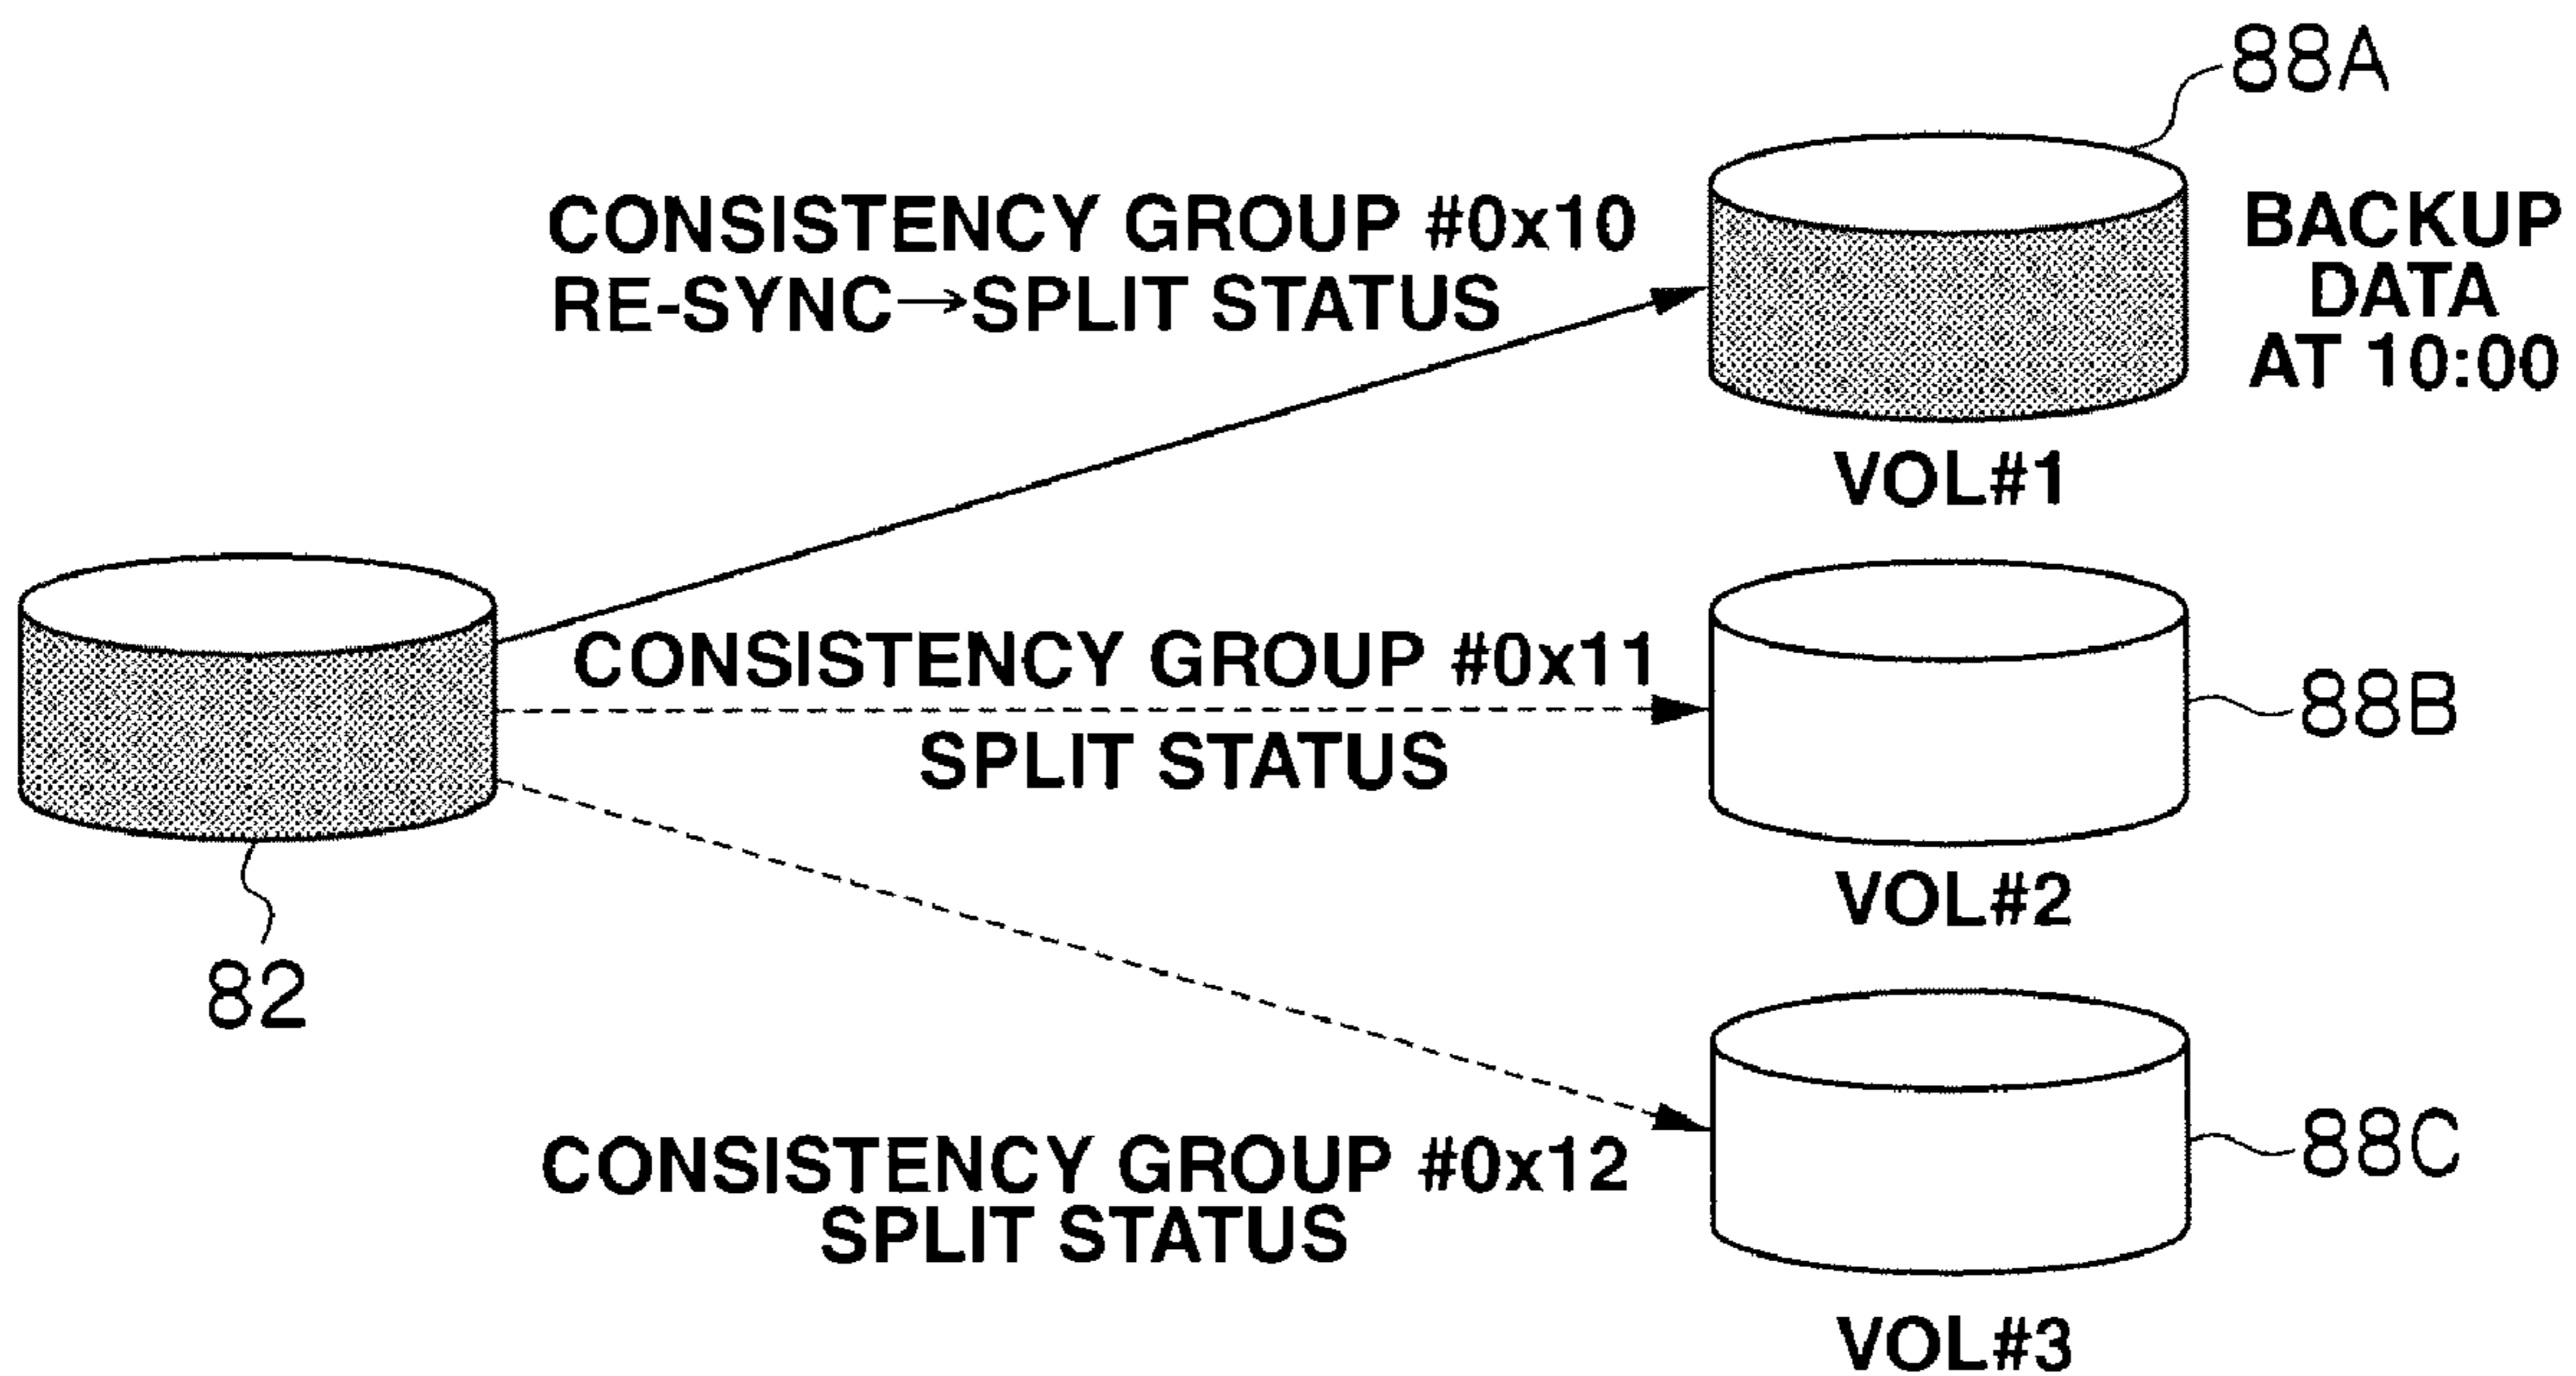 88A
CONSISTENCY GROUP #0x10
RE-SYNC→SPLIT STATUS
BACKUP
DATA
AT 10:00
VOL#1
CONSISTENCY GROUP #0x11
SPLIT STATUS
88B
VOL#2
82
CONSISTENCY GROUP #0x12
SPLIT STATUS
88C
VOL#3